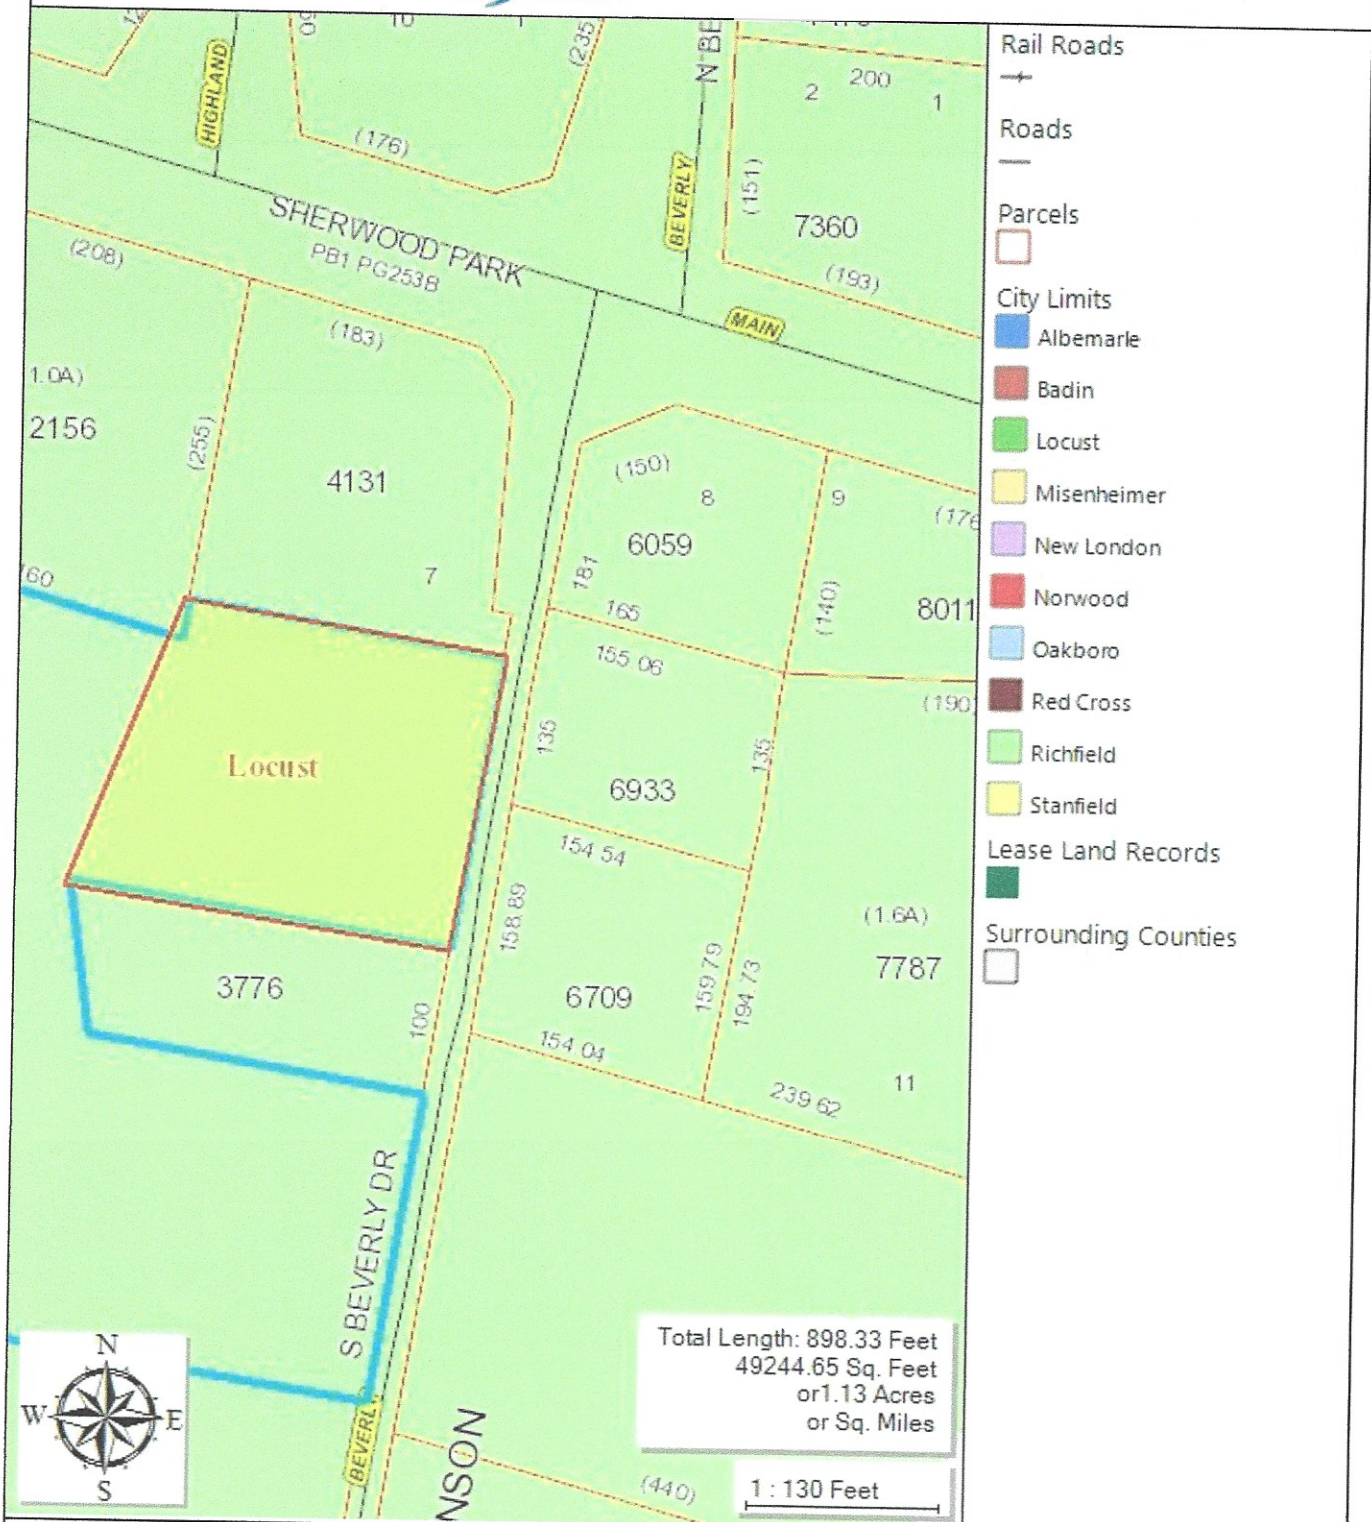 (235
N-BE
Rail Roads
HIGHLAND
2
200
1
Roads
(176)
(151)
BEVERLY
7360
Parcels
SHERWOOD PARK
PB1 PG253B
(208)
(193)
City Limits
(183)
MAIN
Albemarle
1.0A)
Badin
2156
(255)
Locust
4131
(150)
8
9
(176
Misenheimer
6059
New London
60
7
181
165
(140)
8011
Norwood
155.06
Oakboro
(190
Red Cross
135
135
Richfield
Locust
6933
Stanfield
154.54
Lease Land Records
158.89
(1.6A)
Surrounding Counties
7787
3776
6709
159.79
194.73
100
154.04
11
239.62
S BEVERLY DR
Total Length: 898.33 Feet
49244.65 Sq. Feet
or1.13 Acres
or Sq. Miles
N
W
E
S
BEVERLY
NSON
(440)
1 : 130 Feet